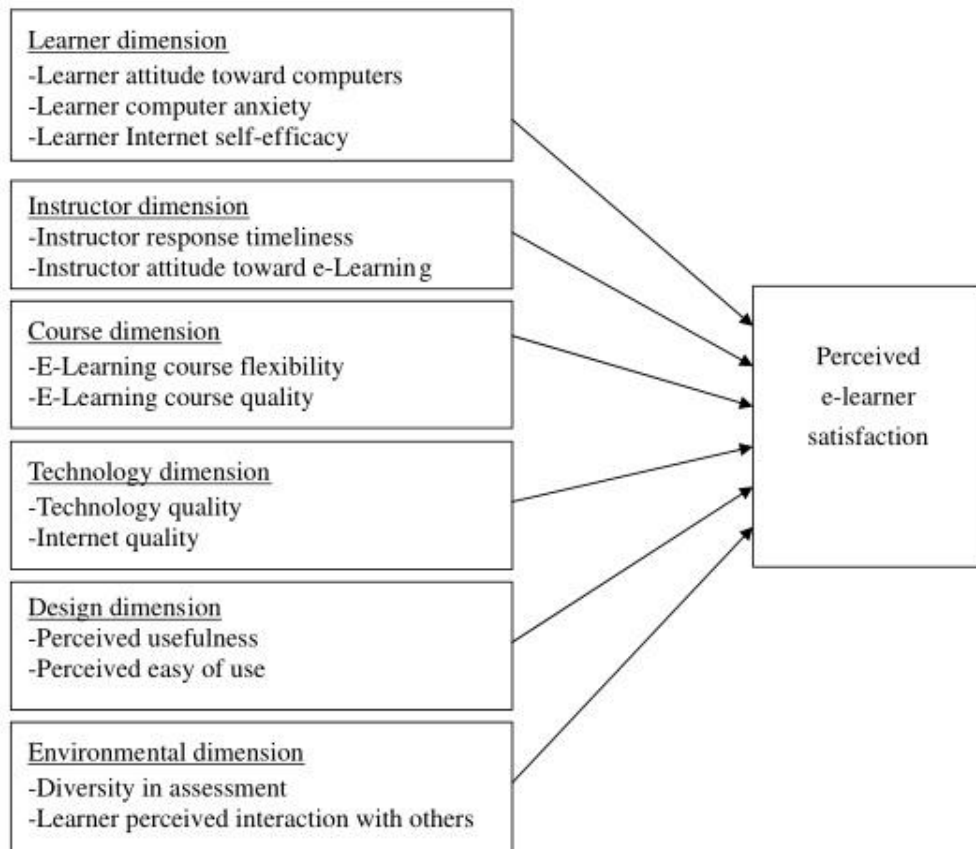 Learner dimension
-Learner attitude toward computers
-Learner computer anxiety
-Learner Internet self-efficacy
Instructor dimension
-Instructor response timeliness
-Instructor attitude toward e-Learning
Course dimension
-E-Learning course flexibility
-E-Learning course quality
Technology dimension
-Technology quality
-Internet quality
Design dimension
-Perceived usefulness
-Perceived easy of use
Environmental dimension
-Diversity in assessment
-Learner perceived interaction with others
Perceived
e-learner
satisfaction